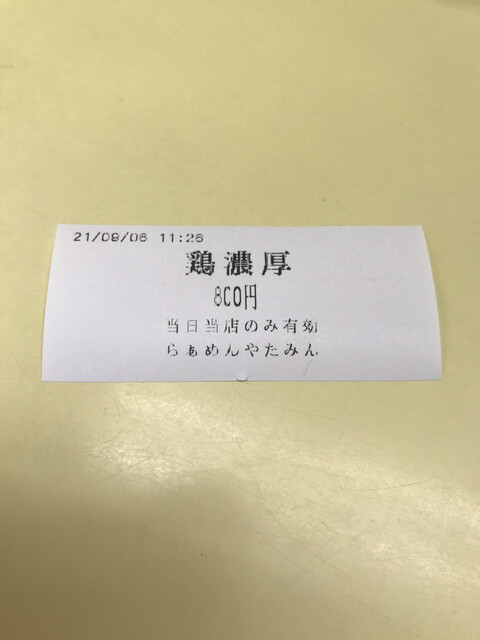 21/09/06 11:26
鶏濃厚
800円
当日当店のみ有効
らぁめんやたみん